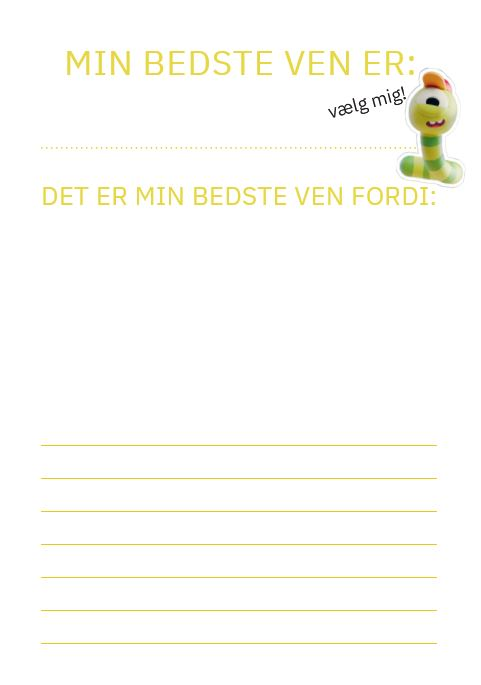 MIN BEDSTE VEN ER:
vælg mig!
DET ER MIN BEDSTE VEN FORDI: